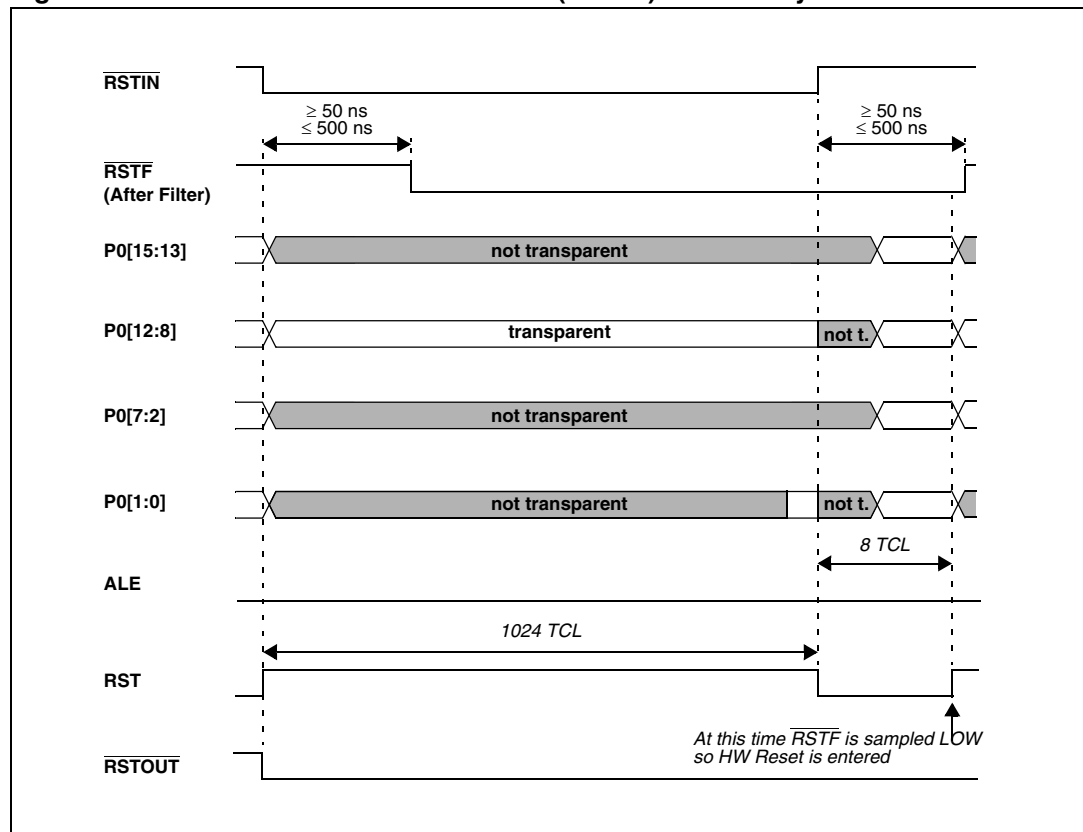 RSTIN
≥ 50 ns
≤ 500 ns
≥ 50 ns
≤ 500 ns
RSTF
(After Filter)
P0[15:13]
not transparent
P0[12:8]
transparent
not t.
P0[7:2]
not transparent
P0[1:0]
not transparent
not t.
8 TCL
ALE
1024 TCL
RST
At this time RSTF is sampled LOW
so HW Reset is entered
RSTOUT